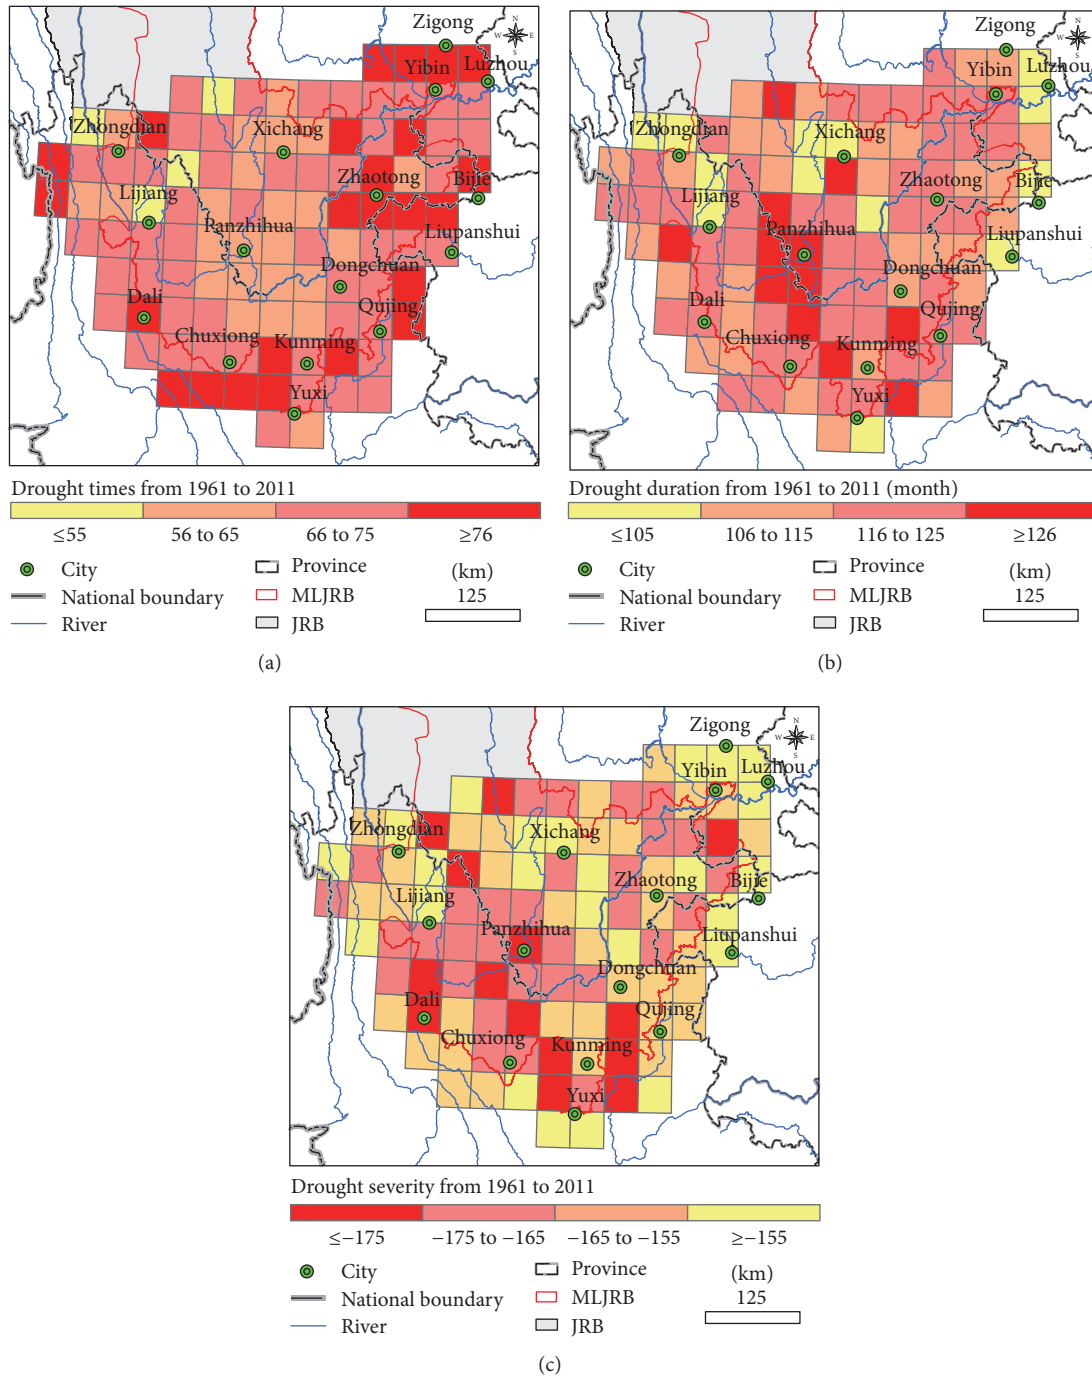 Zigong
N
W E
S
Yibin Luzhou
Zhongdian
Xichang
Zhaotong
Bijie
Lijiang
Panzhihua
Liupanshui
Dongchuan
Dali
Qujing
Chuxiong
Kunming
Yuxi
Drought times from 1961 to 2011
≤55 56 to 65 66 to 75 ≥76
City Province (km)
National boundary MLJRB 125
River JRB
(a)
Zigong
N
W E
S
Yibin Luzhou
Zhongdian
Xichang
Zhaotong
Bijie
Lijiang
Panzhihua
Liupanshui
Dongchuan
Dali
Qujing
Chuxiong
Kunming
Yuxi
Drought duration from 1961 to 2011 (month)
≤105 106 to 115 116 to 125 ≥126
City Province (km)
National boundary MLJRB 125
River JRB
(b)
Zigong
N
W E
S
Yibin Luzhou
Zhongdian
Xichang
Zhaotong
Bijie
Lijiang
Panzhihua
Liupanshui
Dongchuan
Dali
Qujing
Chuxiong
Kunming
Yuxi
Drought severity from 1961 to 2011
≤−175 −175 to −165 −165 to −155 ≥−155
City Province (km)
National boundary MLJRB 125
River JRB
(c)